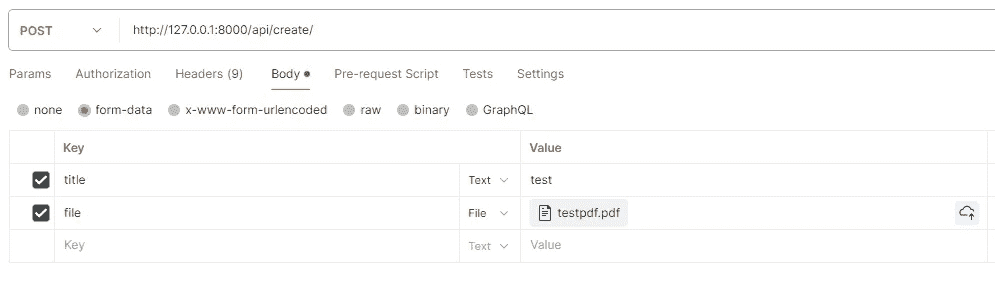 POST http://127.0.0.1:8000/api/create/
Params Authorization Headers (9) Body Pre-request Script Tests Settings
none form-data x-www-form-urlencoded raw binary GraphQL
Key Value
title Text test
file File testpdf.pdf
Key Text Value